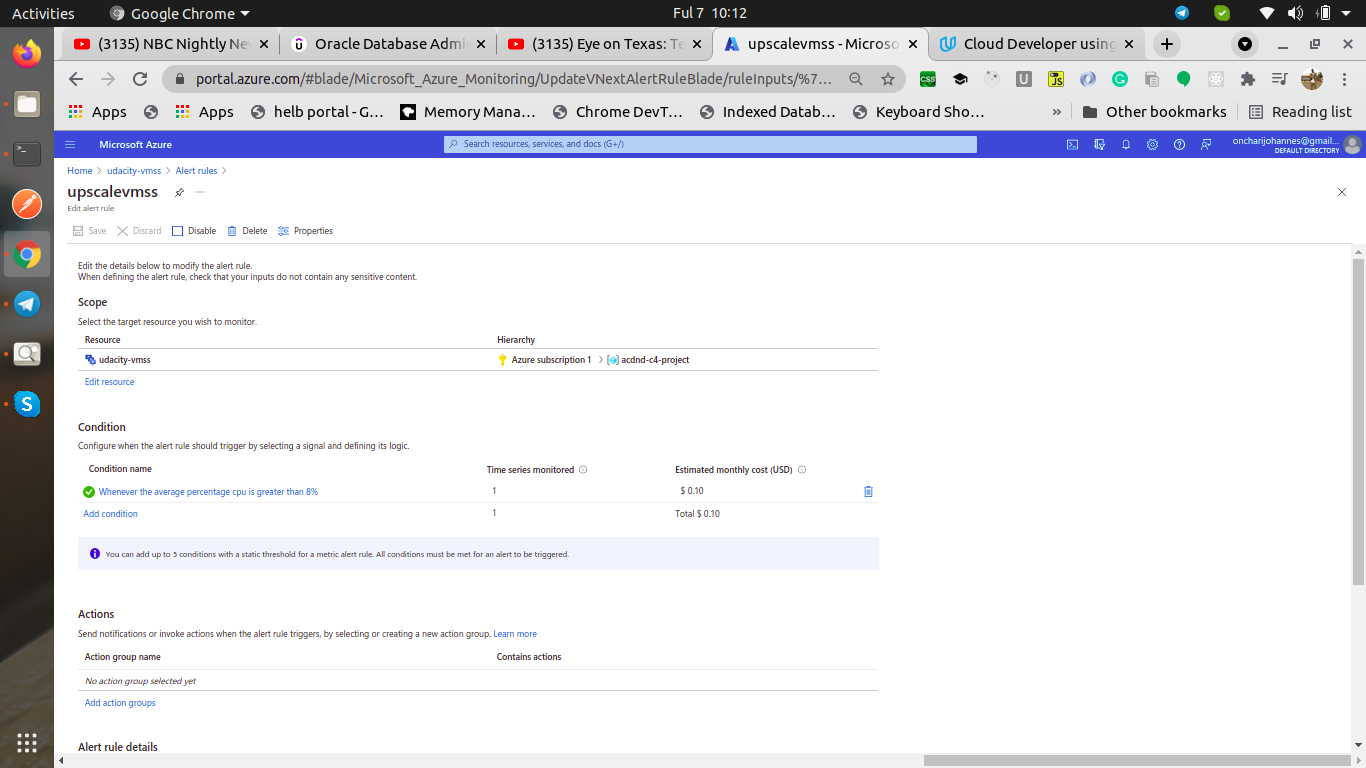 Activities Google Chrome Ful 7 10:12
(3135) NBC Nightly Ne Oracle Database Admi (3135) Eye on Texas: Te upscalevmss - Microso Cloud Developer using
portal.azure.com/#blade/Microsoft_Azure_Monitoring/UpdateVNextAlertRuleBlade/ruleInputs/%7...
Apps Apps helb portal - G... Memory Mana... Chrome DevT... Indexed Datab... Keyboard Sho... » Other bookmarks Reading list
Microsoft Azure Search resources, services, and docs (G+/) oncharijohannes@gmail...
DEFAULT DIRECTORY
Home > udacity-vmss > Alert rules >
upscalevmss ...
Edit alert rule
Save Discard Disable Delete Properties
Edit the details below to modify the alert rule.
When defining the alert rule, check that your inputs do not contain any sensitive content.
Scope
Select the target resource you wish to monitor.
Resource Hierarchy
udacity-vmss Azure subscription 1 > acdnd-c4-project
Edit resource
Condition
Configure when the alert rule should trigger by selecting a signal and defining its logic.
Condition name Time series monitored Estimated monthly cost (USD)
Whenever the average percentage cpu is greater than 8% 1 $ 0.10
Add condition 1 Total $ 0.10
You can add up to 5 conditions with a static threshold for a metric alert rule. All conditions must be met for an alert to be triggered.
Actions
Send notifications or invoke actions when the alert rule triggers, by selecting or creating a new action group. Learn more
Action group name Contains actions
No action group selected yet
Add action groups
Alert rule details